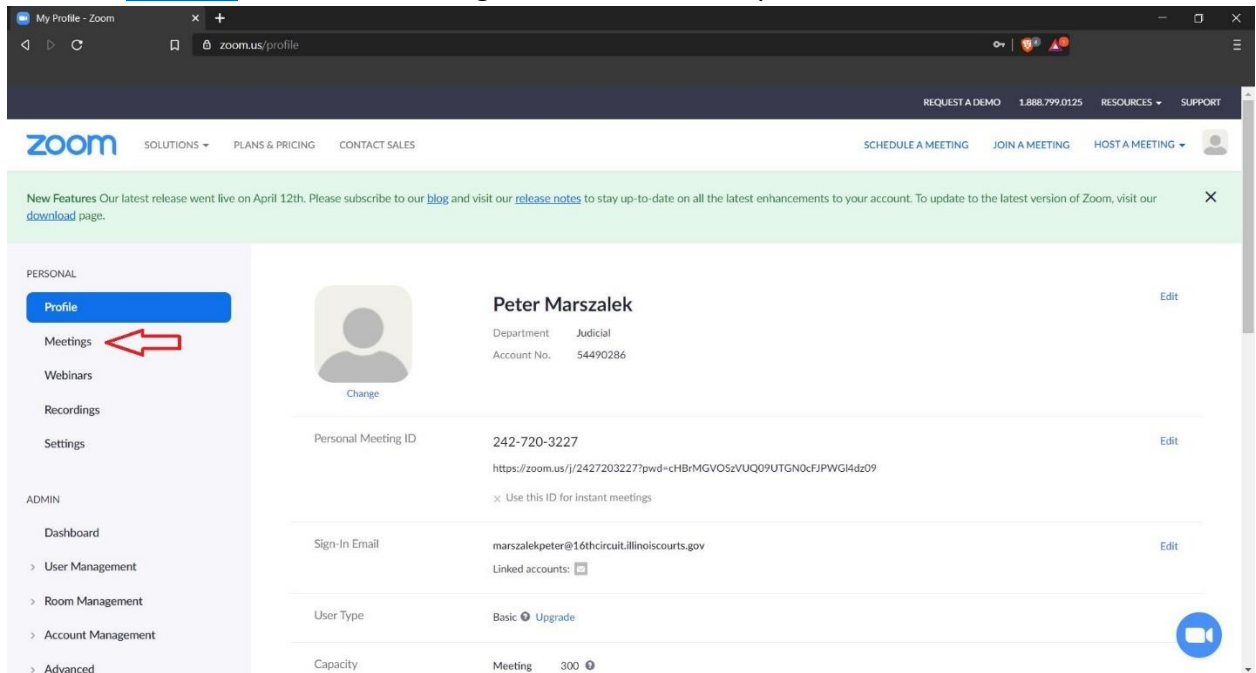 My Profile - Zoom
zoom.us/profile
REQUEST A DEMO 1.888.799.0125 RESOURCES SUPPORT
zoom SOLUTIONS PLANS & PRICING CONTACT SALES SCHEDULE A MEETING JOIN A MEETING HOST A MEETING
New Features Our latest release went live on April 12th. Please subscribe to our blog and visit our release notes to stay up-to-date on all the latest enhancements to your account. To update to the latest version of Zoom, visit our
download page.
PERSONAL
Profile
Meetings
Webinars
Recordings
Settings
ADMIN
Dashboard
User Management
Room Management
Account Management
Advanced
Change
Peter Marszalek Edit
Department Judicial
Account No. 54490286
Personal Meeting ID 242-720-3227 Edit
https://zoom.us/j/2427203227?pwd=cHBrMGVOSzVUQ09UTGN0cFJPWGl4dz09
Use this ID for instant meetings
Sign-In Email marszalekpeter@16thcircuit.illinoiscourts.gov Edit
Linked accounts:
User Type Basic Upgrade
Capacity Meeting 300